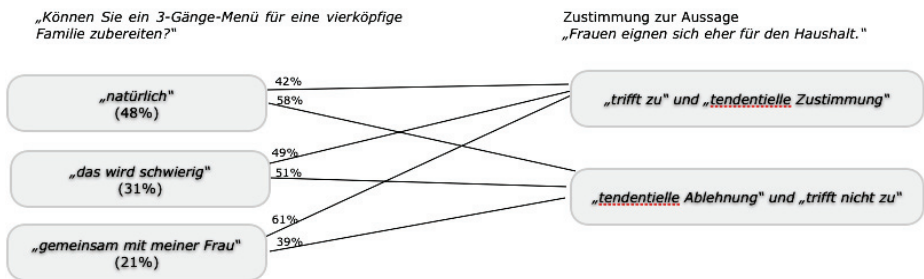 „Können Sie ein 3-Gänge-Menü für eine vierköpfige
Familie zubereiten?"
Zustimmung zur Aussage
„Frauen eignen sich eher für den Haushalt."
„natürlich"
(48%)
42%
58%
„trifft zu" und „tendentielle Zustimmung"
„das wird schwierig"
(31%)
49%
51%
„tendentielle Ablehnung" und „trifft nicht zu"
„gemeinsam mit meiner Frau"
(21%)
61%
39%